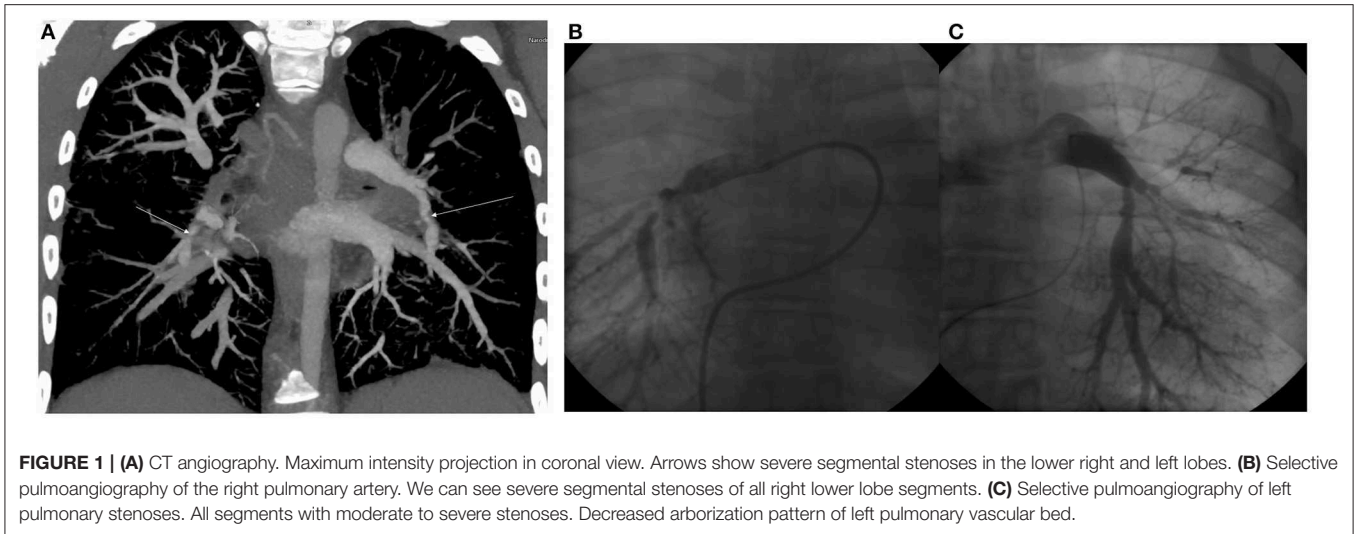 A
B
C
Narodn
FIGURE 1 | (A) CT angiography. Maximum intensity projection in coronal view. Arrows show severe segmental stenoses in the lower right and left lobes. (B) Selective
pulmoangiography of the right pulmonary artery. We can see severe segmental stenoses of all right lower lobe segments. (C) Selective pulmoangiography of left
pulmonary stenoses. All segments with moderate to severe stenoses. Decreased arborization pattern of left pulmonary vascular bed.